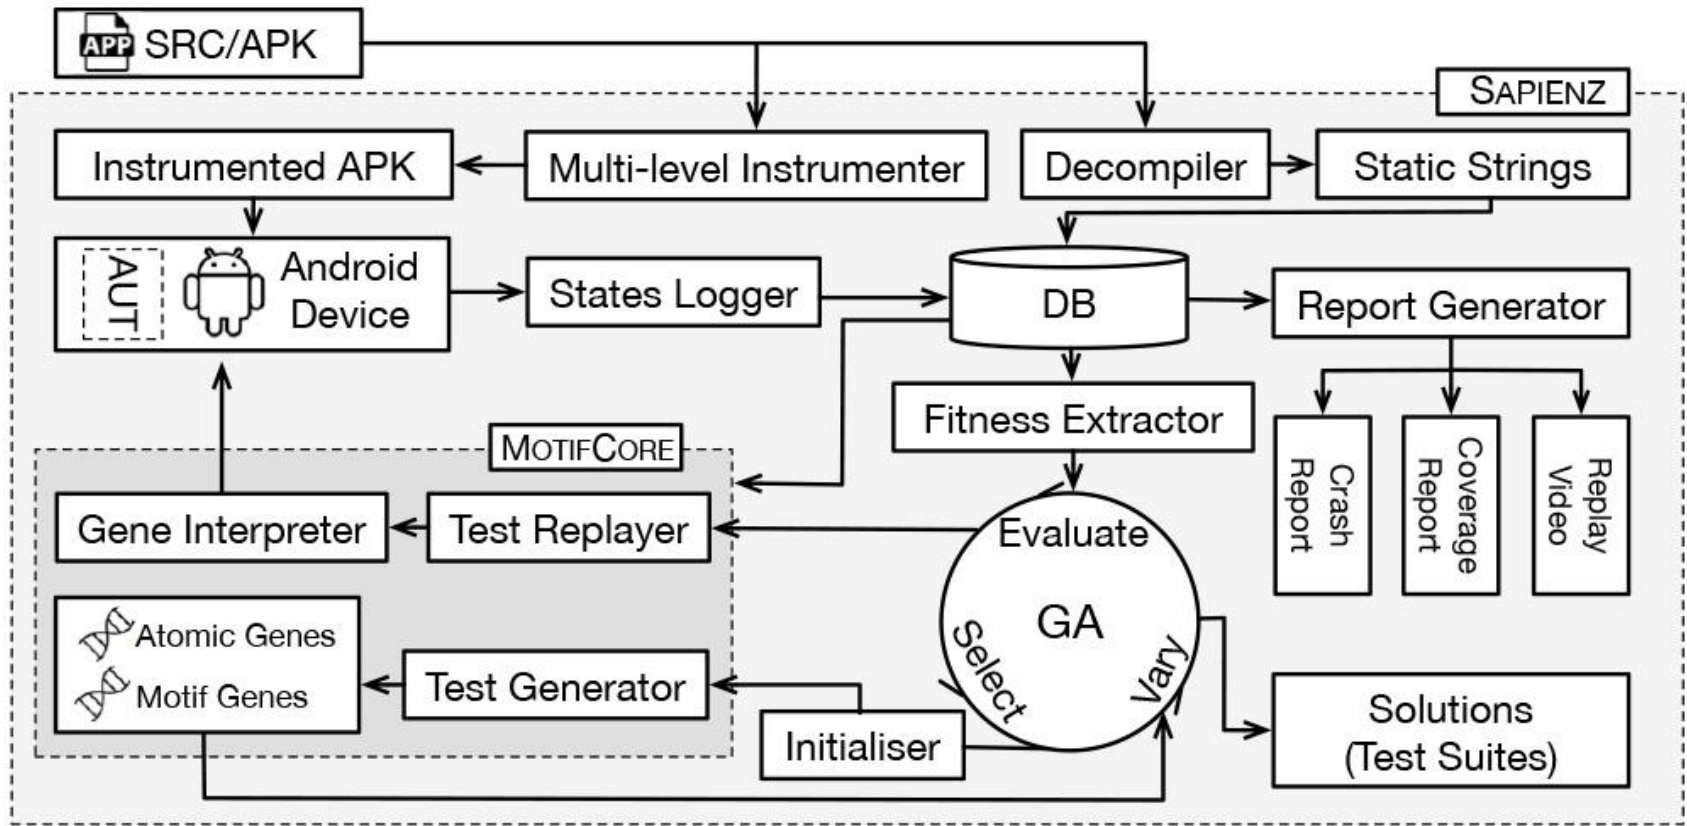 APP SRC/APK
SAPIENZ
Instrumented APK
Multi-level Instrumenter
Decompiler
Static Strings
AUT
Android
Device
States Logger
DB
Report Generator
Fitness Extractor
MOTIFCORE
Gene Interpreter
Test Replayer
Evaluate
GA
Select
Vary
Crash
Report
Coverage
Report
Replay
Video
Atomic Genes
Motif Genes
Test Generator
Initialiser
Solutions
(Test Suites)